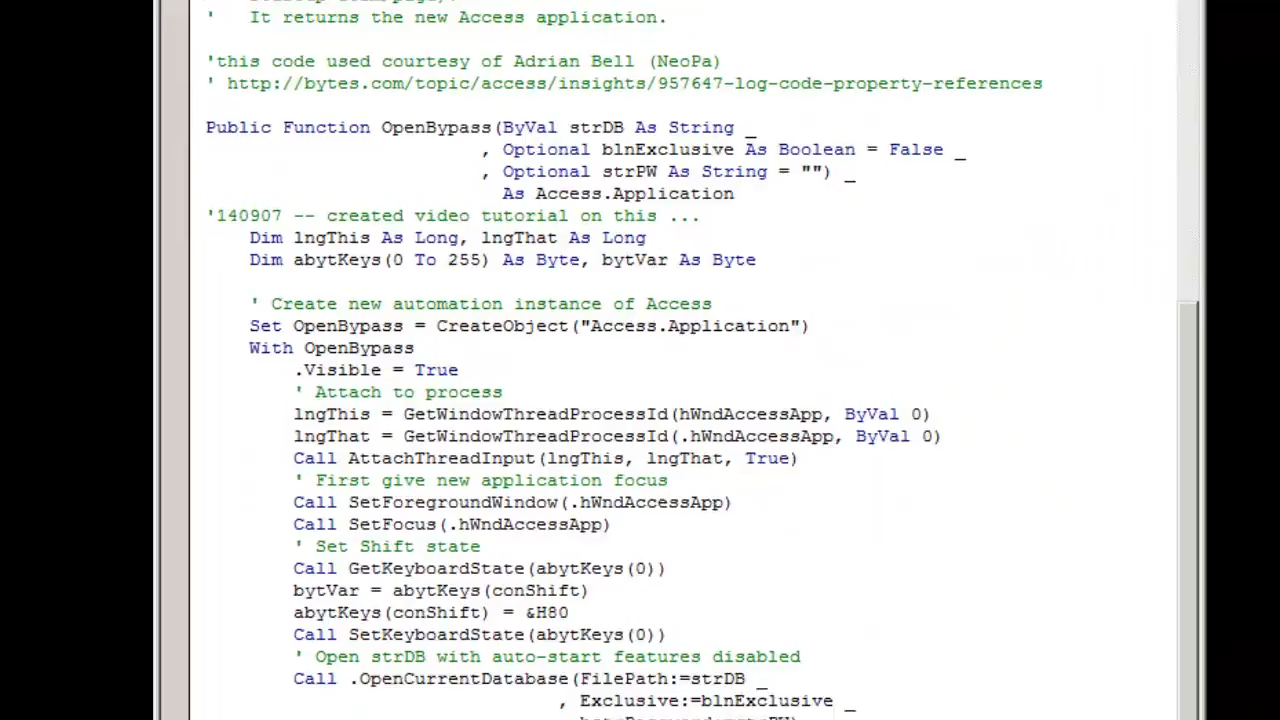 '   It returns the new Access application.
'this code used courtesy of Adrian Bell (NeoPa)
' http://bytes.com/topic/access/insights/957647-log-code-property-references
Public Function OpenBypass(ByVal strDB As String _
, Optional blnExclusive As Boolean = False _
, Optional strPW As String = "") _
As Access.Application
'140907 -- created video tutorial on this ...
Dim lngThis As Long, lngThat As Long
Dim abytKeys(0 To 255) As Byte, bytVar As Byte
' Create new automation instance of Access
Set OpenBypass = CreateObject("Access.Application")
With OpenBypass
.Visible = True
' Attach to process
lngThis = GetWindowThreadProcessId(hWndAccessApp, ByVal 0)
lngThat = GetWindowThreadProcessId(.hWndAccessApp, ByVal 0)
Call AttachThreadInput(lngThis, lngThat, True)
' First give new application focus
Call SetForegroundWindow(.hWndAccessApp)
Call SetFocus(.hWndAccessApp)
' Set Shift state
Call GetKeyboardState(abytKeys(0))
bytVar = abytKeys(conShift)
abytKeys(conShift) = &H80
Call SetKeyboardState(abytKeys(0))
' Open strDB with auto-start features disabled
Call .OpenCurrentDatabase(FilePath:=strDB _
, Exclusive:=blnExclusive _